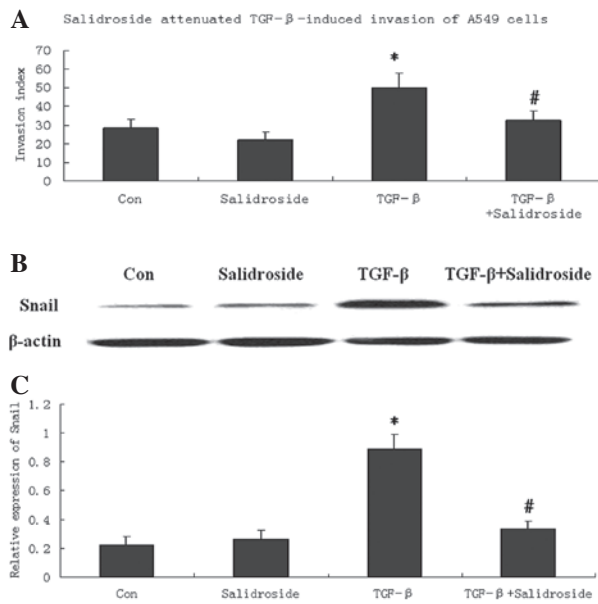 A
Salidroside attenuated TGF-β-induced invasion of A549 cells
Invasion index
70
60
50
40
30
20
10
0
*
#
Con
Salidroside
TGF-β
TGF-β
+Salidroside
B
Con
Salidroside
TGF-β
TGF-β+Salidroside
Snail
β-actin
C
Relative expression of Snail
1.2
1
0.8
0.6
0.4
0.2
0
*
#
Con
Salidroside
TGF-β
TGF-β+Salidroside